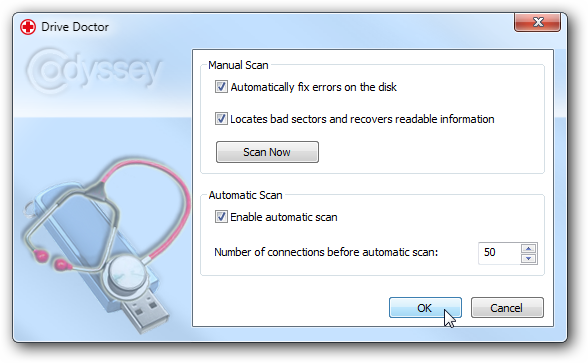 Drive Doctor
Odyssey
Manual Scan
Automatically fix errors on the disk
Locates bad sectors and recovers readable information
Scan Now
Automatic Scan
Enable automatic scan
Number of connections before automatic scan: 50
OK Cancel